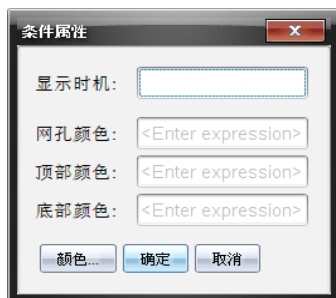 条件属性
显示时机:
网孔颜色: <Enter expression>
顶部颜色: <Enter expression>
底部颜色: <Enter expression>
颜色... 确定 取消